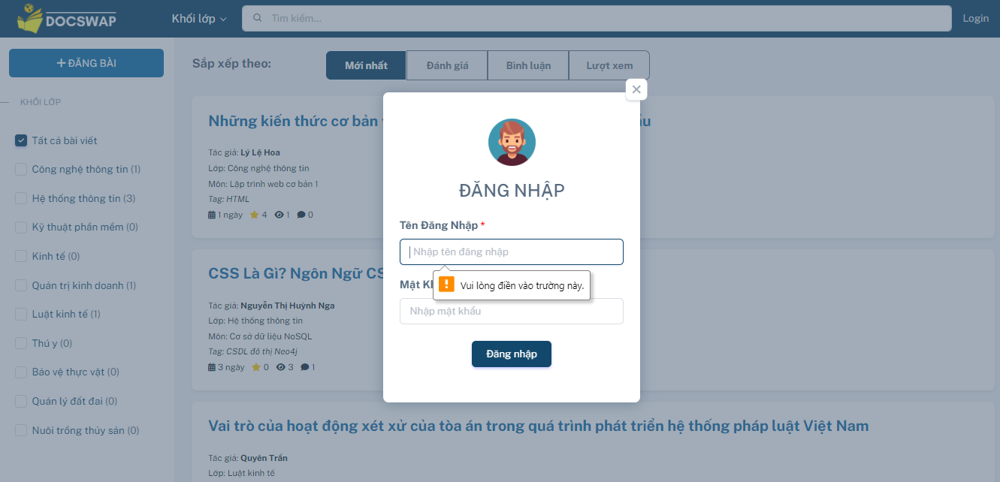 DOCSWAP
Khối lớp
Tìm kiếm...
Login
ĐĂNG BÀI
Sắp xếp theo:
Mới nhất
Đánh giá
Bình luận
Lượt xem
KHỐI LỚP
Tất cả bài viết
Công nghệ thông tin (1)
Hệ thống thông tin (3)
Kỹ thuật phần mềm (0)
Kinh tế (0)
Quản trị kinh doanh (1)
Luật kinh tế (1)
Thú y (0)
Bảo vệ thực vật (0)
Quản lý đất đai (0)
Nuôi trồng thủy sản (0)
Những kiến thức cơ bản
Tác giả: Lý Lệ Hoa
Lớp: Công nghệ thông tin
Môn: Lập trình web cơ bản 1
Tag: HTML
1 ngày 4 1 0
CSS Là Gì? Ngôn Ngữ
Tác giả: Nguyễn Thị Huỳnh Nga
Lớp: Hệ thống thông tin
Môn: Cơ sở dữ liệu NoSQL
Tag: CSDL đồ thị Neo4j
3 ngày 0 3 1
Vai trò của hoạt động xét xử của tòa án trong quá trình phát triển hệ thống pháp luật Việt Nam
Tác giả: Quyên Trần
Lớp: Luật kinh tế
ĐĂNG NHẬP
Tên Đăng Nhập *
Nhập tên đăng nhập
Vui lòng điền vào trường này.
Mật
Nhập mật khẩu
Đăng nhập